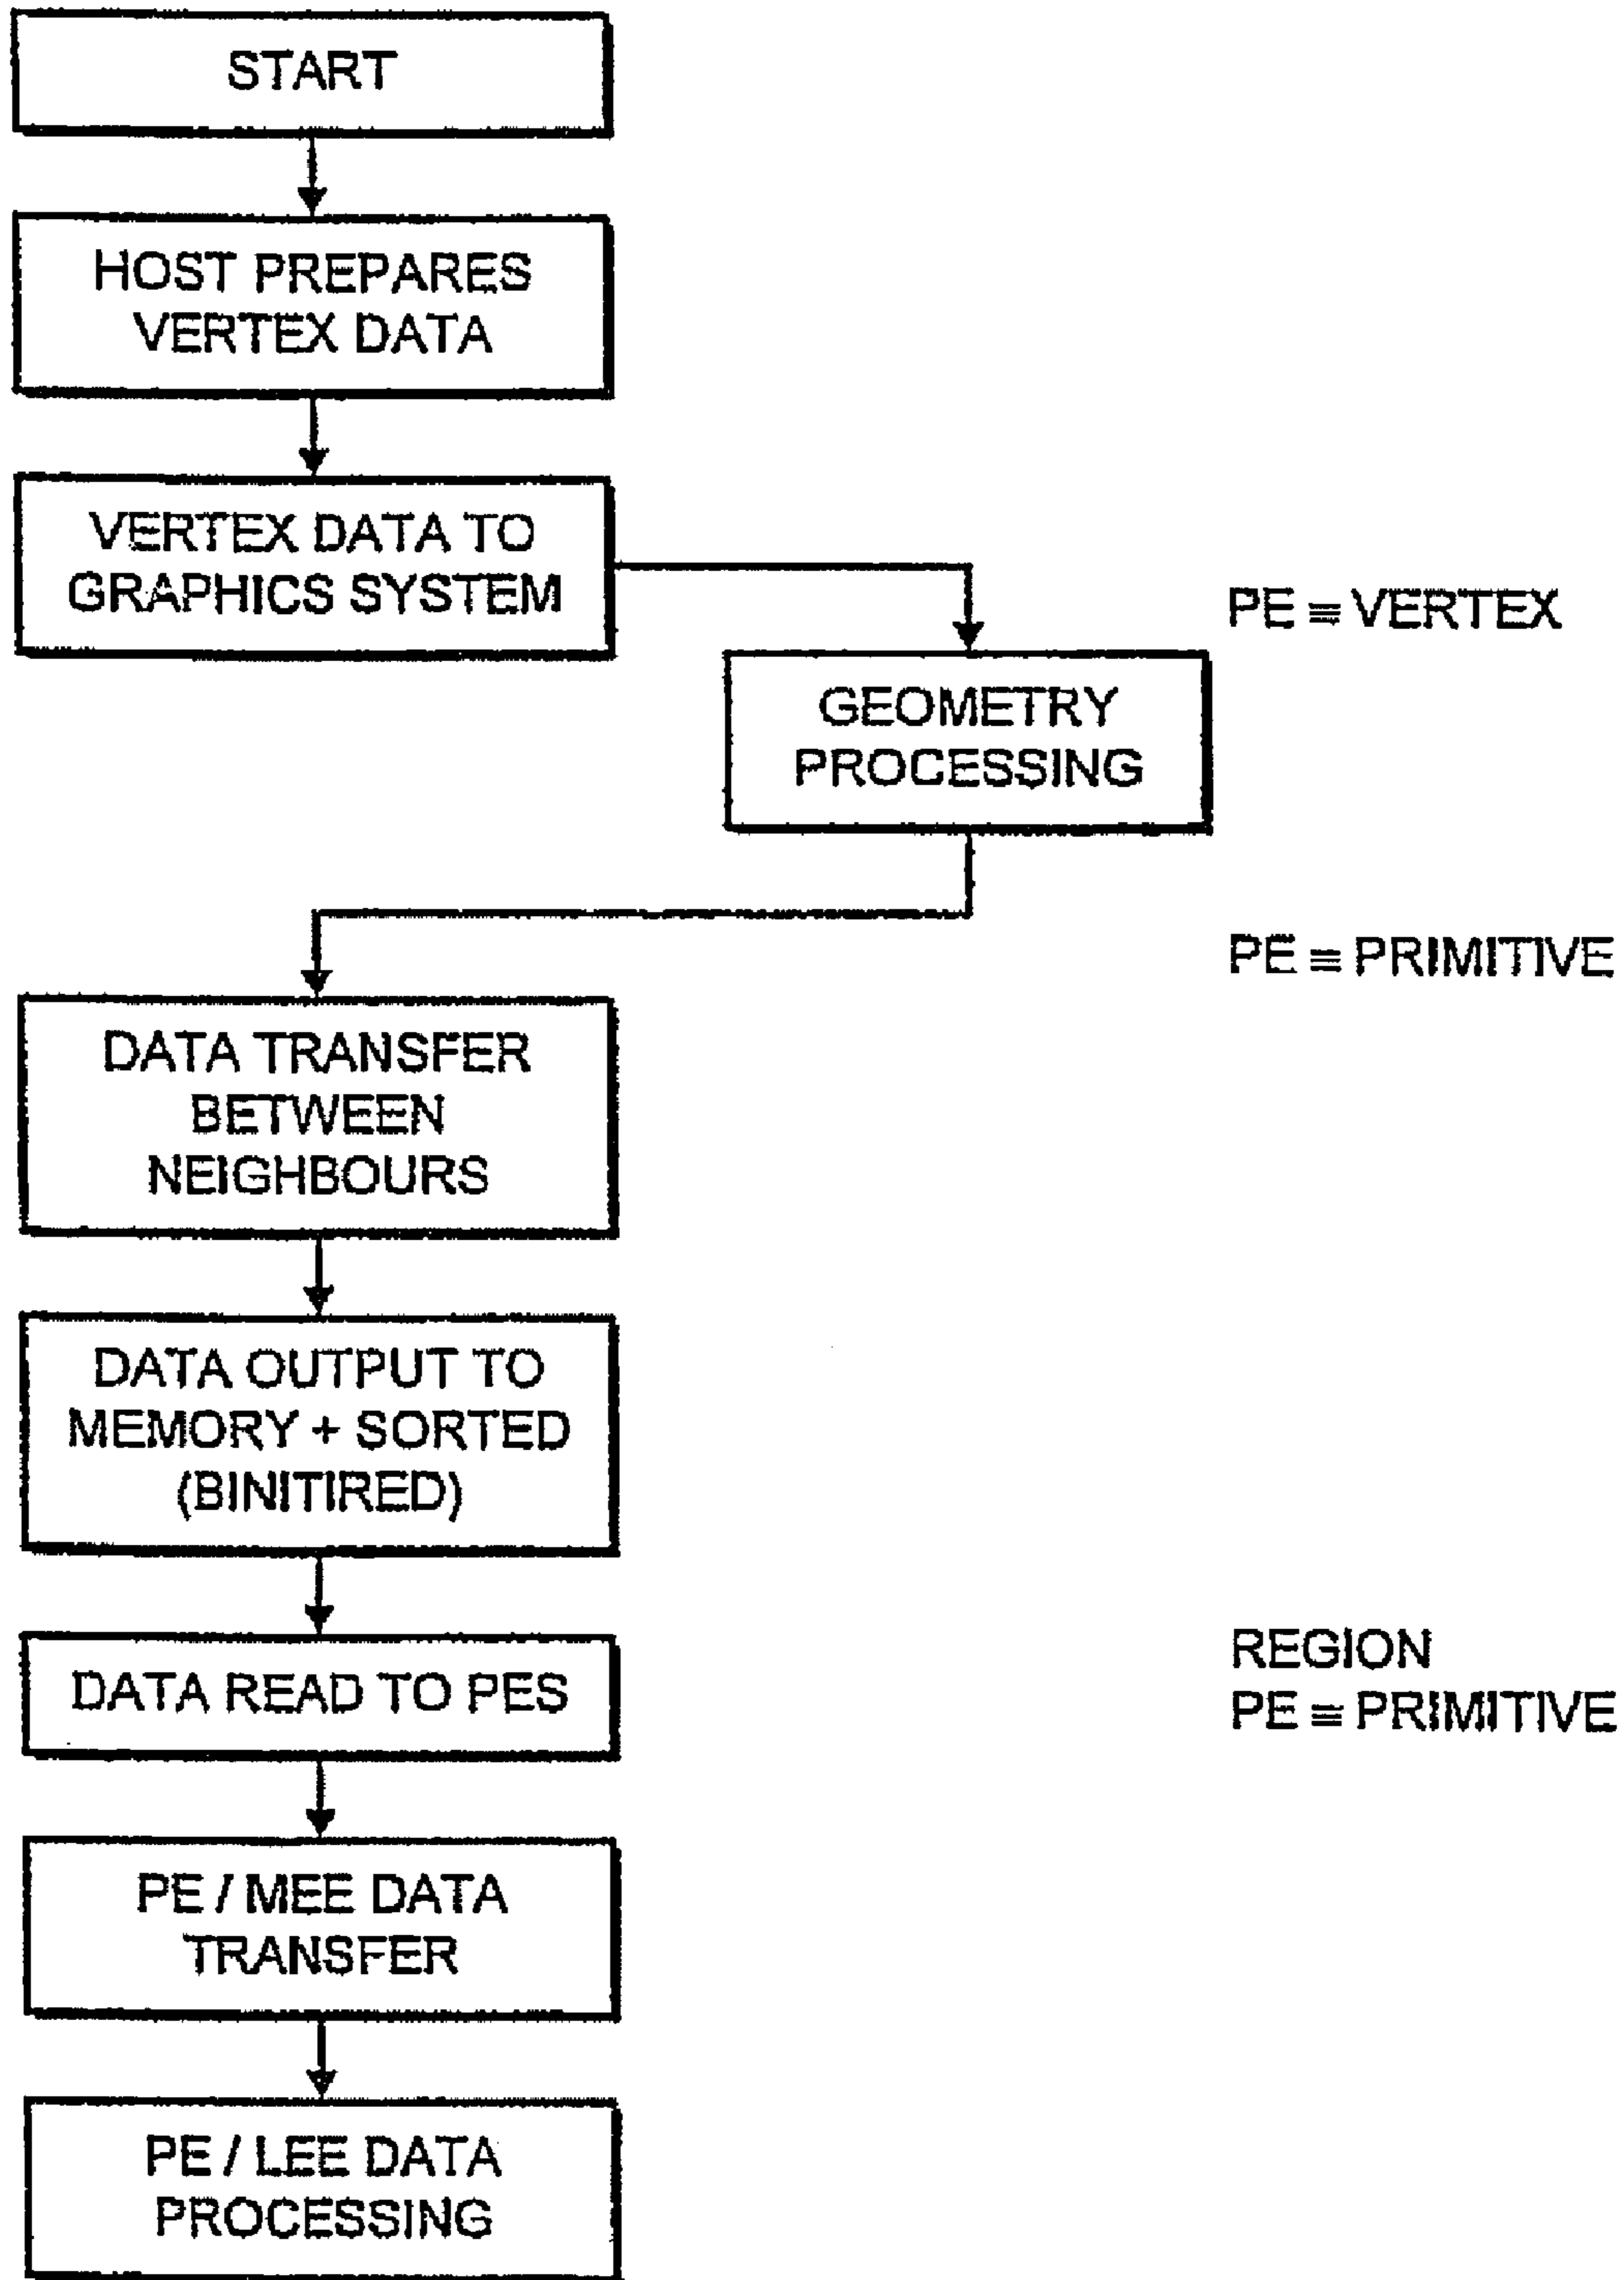 START
HOST PREPARES
VERTEX DATA
VERTEX DATA TO
GRAPHICS SYSTEM
PE ≡ VERTEX
GEOMETRY
PROCESSING
PE ≡ PRIMITIVE
DATA TRANSFER
BETWEEN
NEIGHBOURS
DATA OUTPUT TO
MEMORY + SORTED
(BINITIRED)
DATA READ TO PES
REGION
PE ≡ PRIMITIVE
PE / MEE DATA
TRANSFER
PE / LEE DATA
PROCESSING